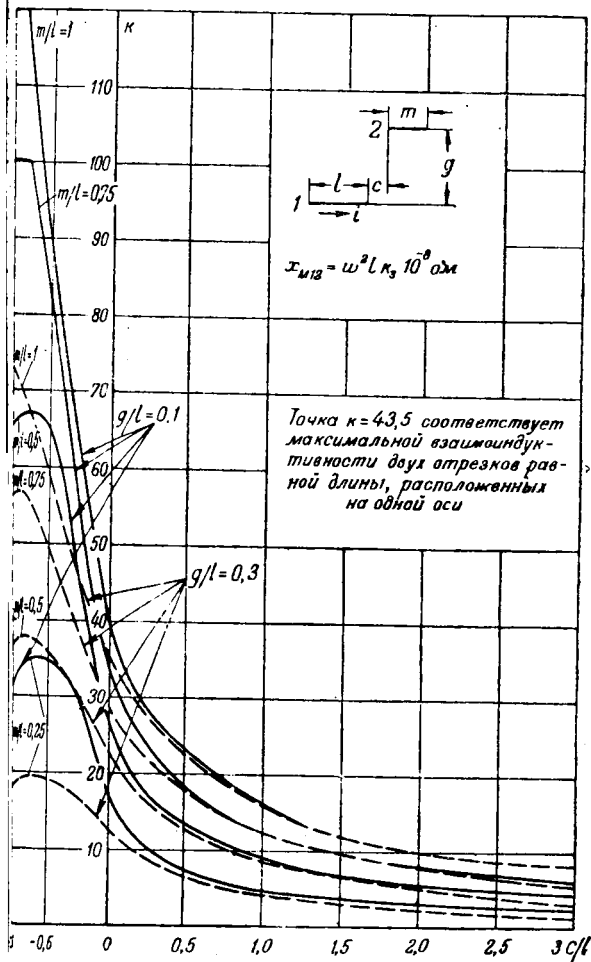 m/l=1
к
110
100
m/l=0,75
90
80
m/l=1
70
m/l=0,5
g/l=0.1
60
m/l=0,75
50
g/l=0,3
m/l=0,5
40
30
m/l=0,25
20
10
-0,6
0
0,5
1,0
1,5
2,0
2,5
3 c/l
m
2
g
l
c
1
i
x_M12 = ω² l к, 10⁻⁸ ом
Точка к=43,5 соответствует
максимальной взаимоиндук-
тивности двух отрезков рав-
ной длины, расположенных
на одной оси